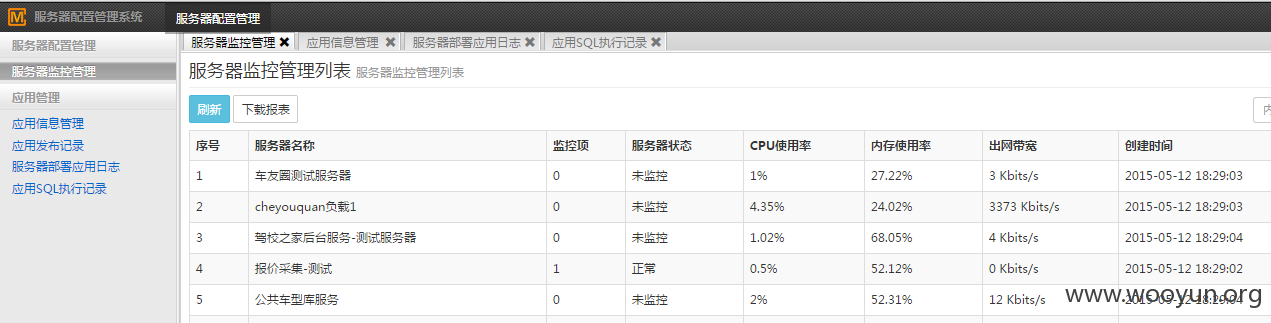 服务器配置管理系统 服务器配置管理
服务器配置管理
服务器监控管理
应用管理
应用信息管理
应用发布记录
服务器部署应用日志
应用SQL执行记录
服务器监控管理 应用信息管理 服务器部署应用日志 应用SQL执行记录
服务器监控管理列表 服务器监控管理列表
刷新 下载报表 内
序号 服务器名称 监控项 服务器状态 CPU使用率 内存使用率 出网带宽 创建时间
1 车友圈测试服务器 0 未监控 1% 27.22% 3 Kbits/s 2015-05-12 18:29:03
2 cheyouquan负载1 0 未监控 4.35% 24.02% 3373 Kbits/s 2015-05-12 18:29:03
3 驾校之家后台服务-测试服务器 0 未监控 1.02% 68.05% 4 Kbits/s 2015-05-12 18:29:04
4 报价采集-测试 1 正常 0.5% 52.12% 0 Kbits/s 2015-05-12 18:29:02
5 公共车型库服务 0 未监控 2% 52.31% 12 Kbits/s 2015-05-12 18:29:04
www.wooyun.org